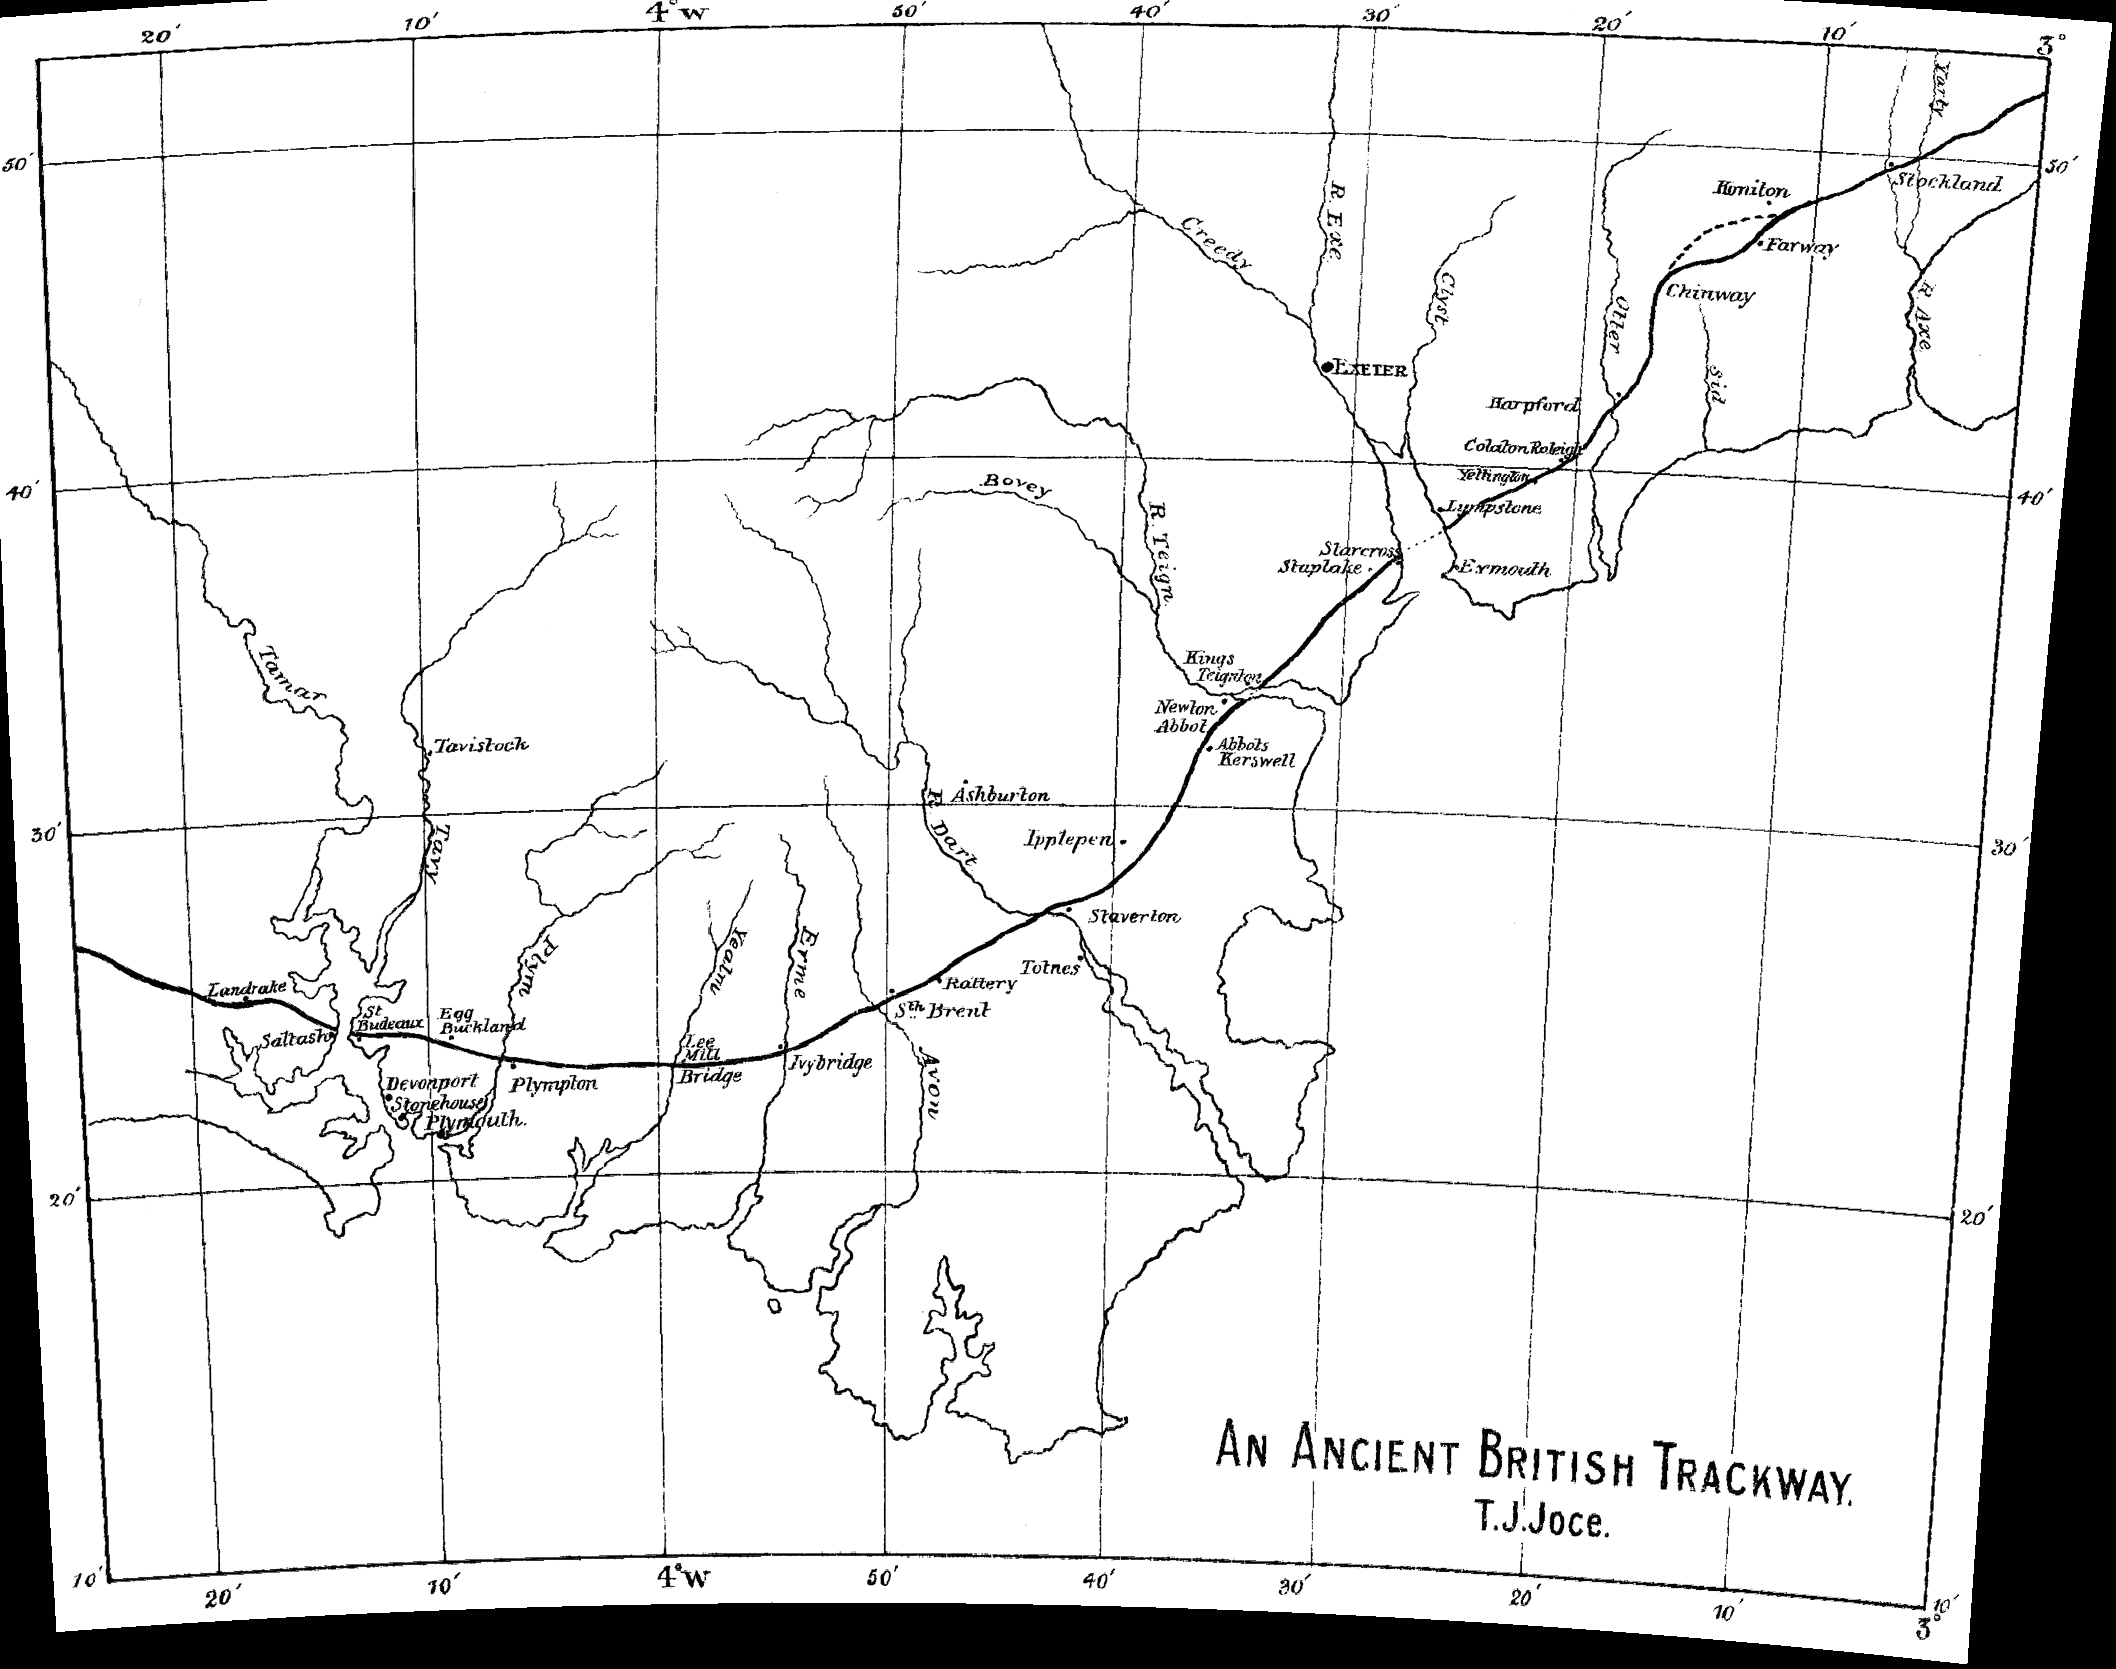 20′
10′
4° W
50′
40′
30′
20′
10′
3°
Yarty
50′
50′
Stockland
Honiton
Farway
R. Exe
Creedy
Clyst
Otter
Chinway
R. Axe
Sid
EXETER
Harpford
Colaton Raleigh
Yettington
40′
40′
Bovey
Lympstone
R. Teign
Starcross
Staplake
Exmouth
Tamar
Kings
Teignton
Newton
Abbot
Abbots
Kerswell
Tavistock
Ashburton
R. Dart
30′
30′
Tavy
Ipplepen
Staverton
Plym
Yealm
Erme
Totnes
Landrake
Rattery
Sth Brent
St
Budeaux
Egg
Buckland
Saltash
Lee
Mill
Bridge
Ivybridge
Avon
Devonport
Stonehouse
Plymouth.
Plympton
20′
20′
AN ANCIENT BRITISH TRACKWAY.
T.J. JOCE.
10′
20′
10′
4° W
50′
40′
30′
20′
10′
10′
3°